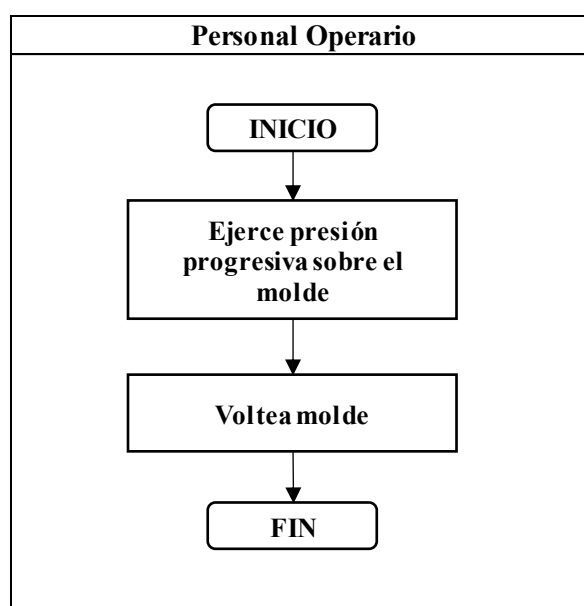 Personal Operario
INICIO
Ejerce presión
progresiva sobre el
molde
Voltea molde
FIN